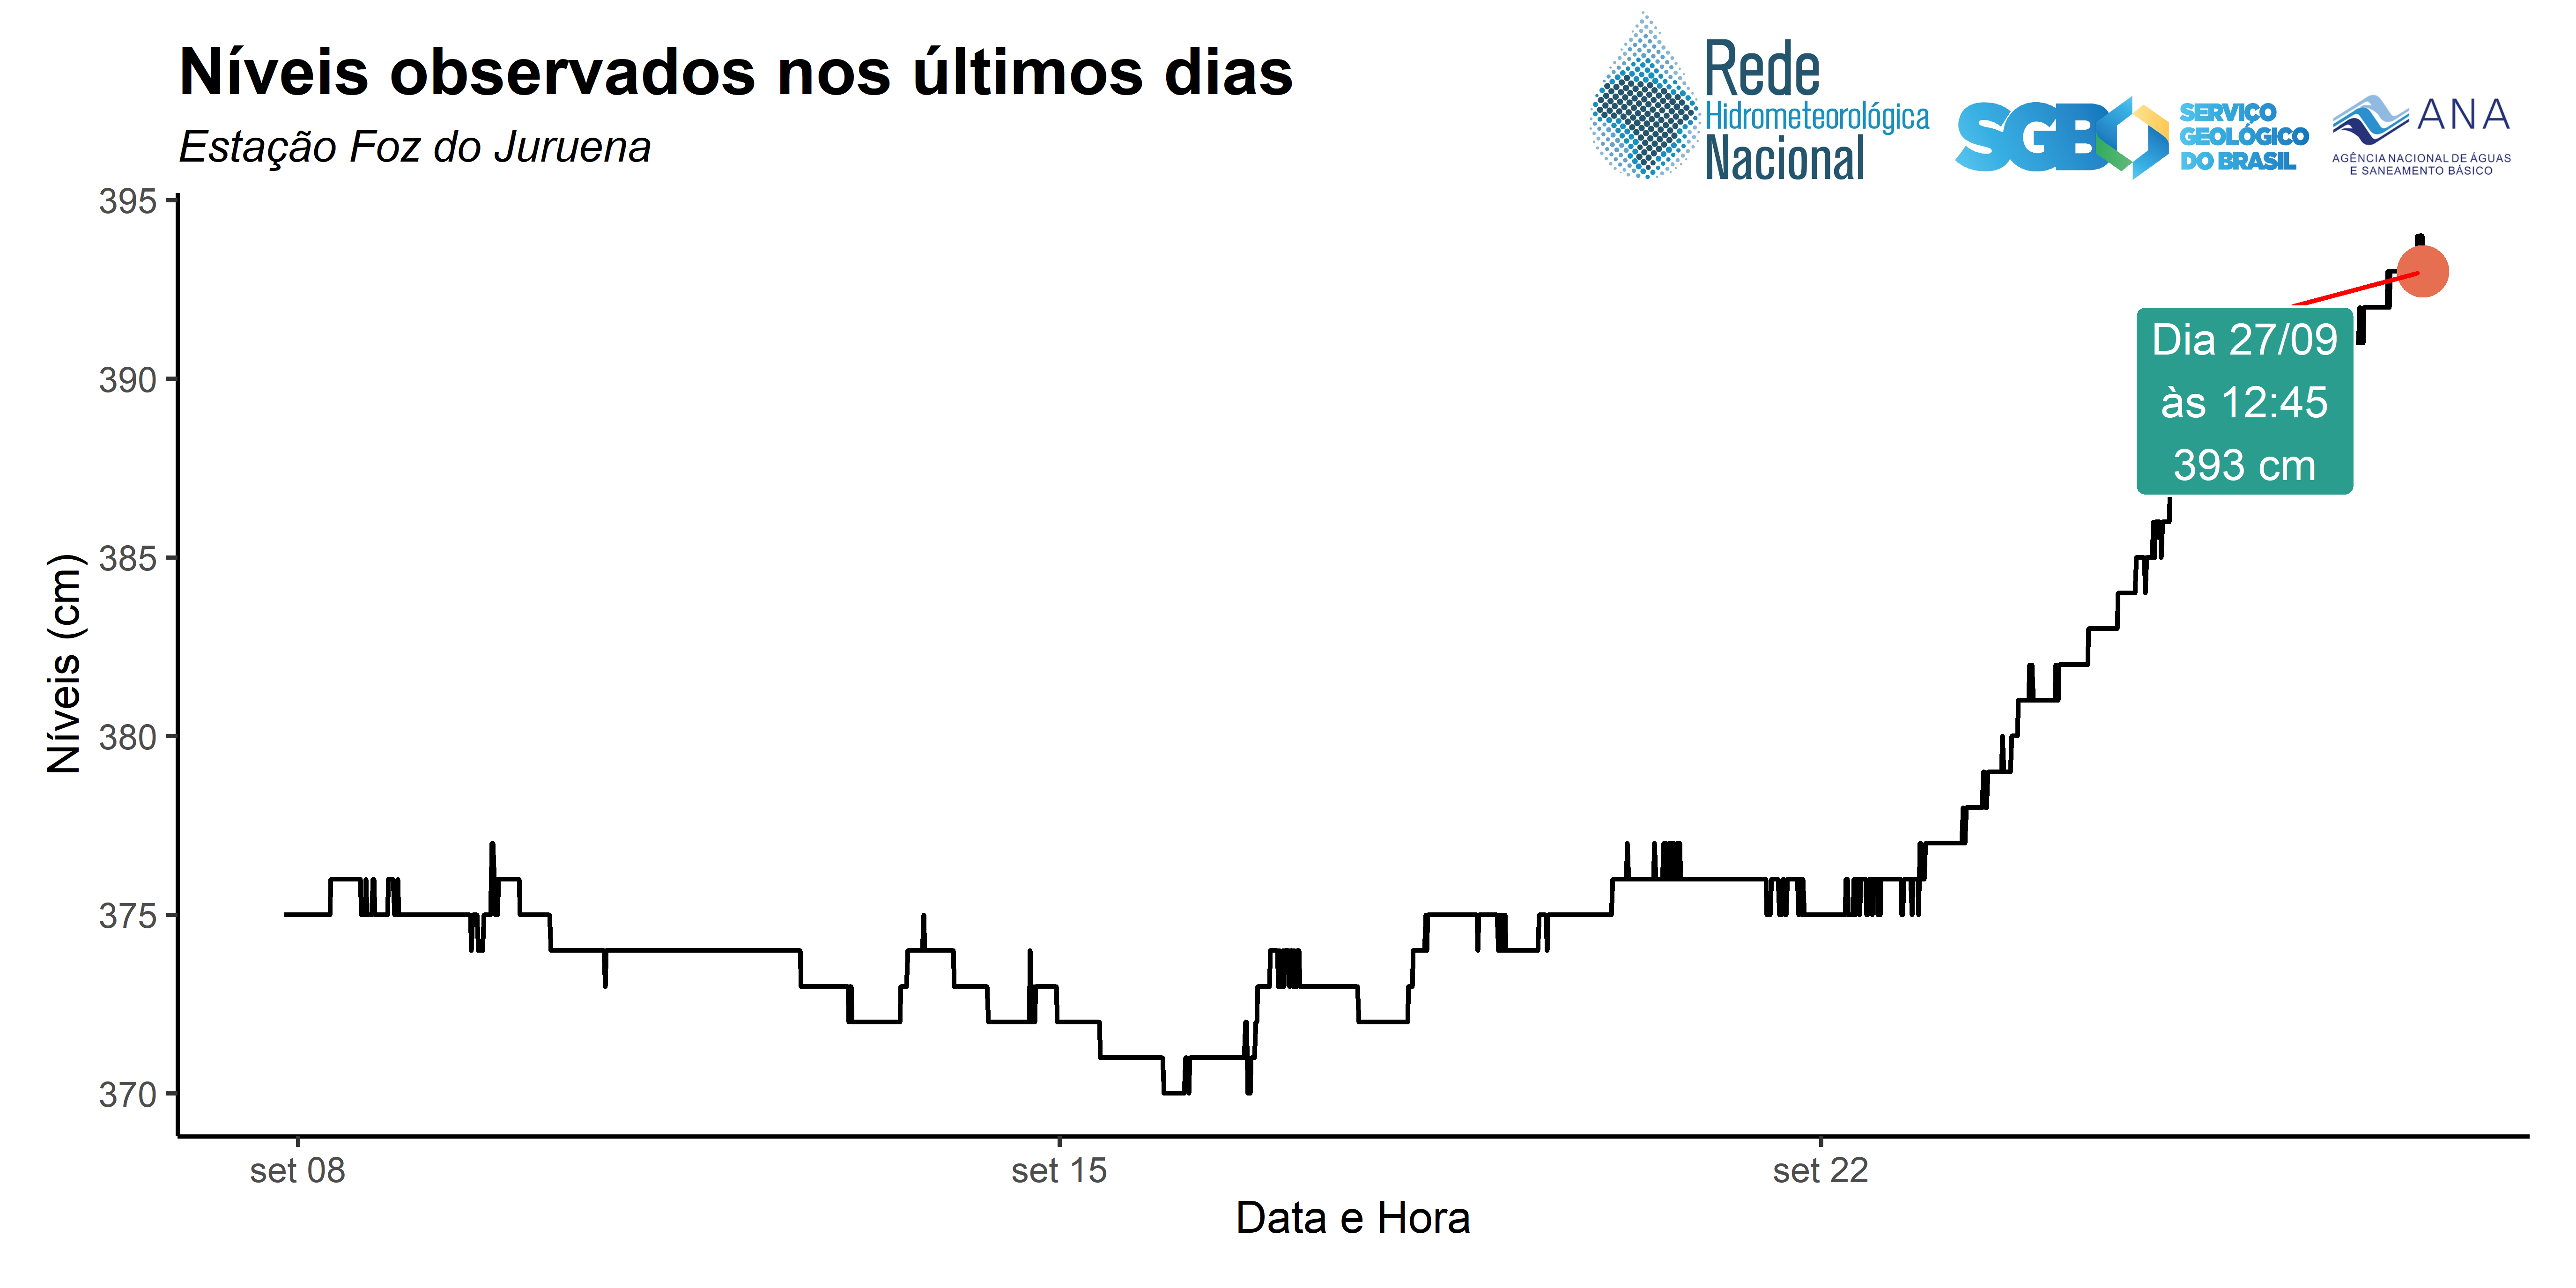 Níveis observados nos últimos dias
Estação Foz do Juruena
Rede
Hidrometeorológica
Nacional
SGB
SERVIÇO
GEOLÓGICO
DO BRASIL
ANA
AGÊNCIA NACIONAL DE ÁGUAS
E SANEAMENTO BÁSICO
395
390
385
380
375
370
Níveis (cm)
Dia 27/09
às 12:45
393 cm
set 08
set 15
set 22
Data e Hora